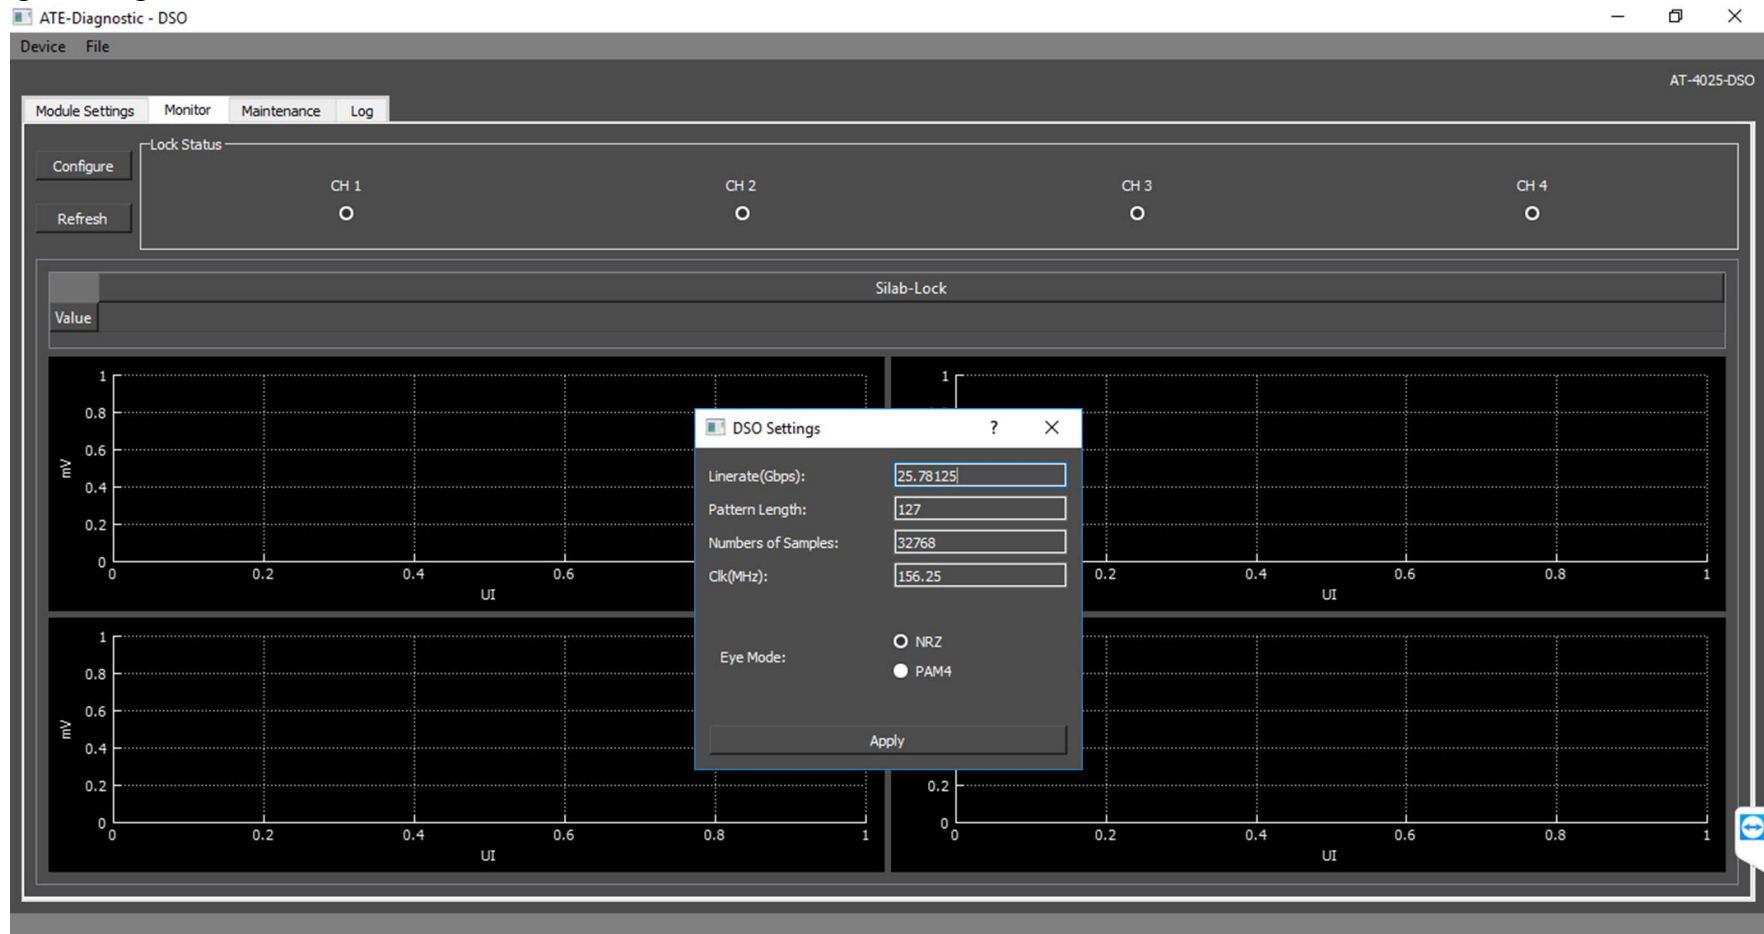 ATE-Diagnostic - DSO
Device File
AT-4025-DSO
Module Settings Monitor Maintenance Log
Configure
Refresh
Lock Status
CH 1 CH 2 CH 3 CH 4
Silab-Lock
Value
1
0.8
0.6
0.4
0.2
0
mV
0 0.2 0.4 0.6
UI
1
0.2 0.4 0.6 0.8 1
UI
DSO Settings ? 
Linerate(Gbps): 25.78125
Pattern Length: 127
Numbers of Samples: 32768
Clk(MHz): 156.25
Eye Mode:
NRZ
PAM4
Apply
1
0.8
0.6
0.4
0.2
0
mV
0 0.2 0.4 0.6 0.8 1
UI
0.2
0
0 0.2 0.4 0.6 0.8 1
UI